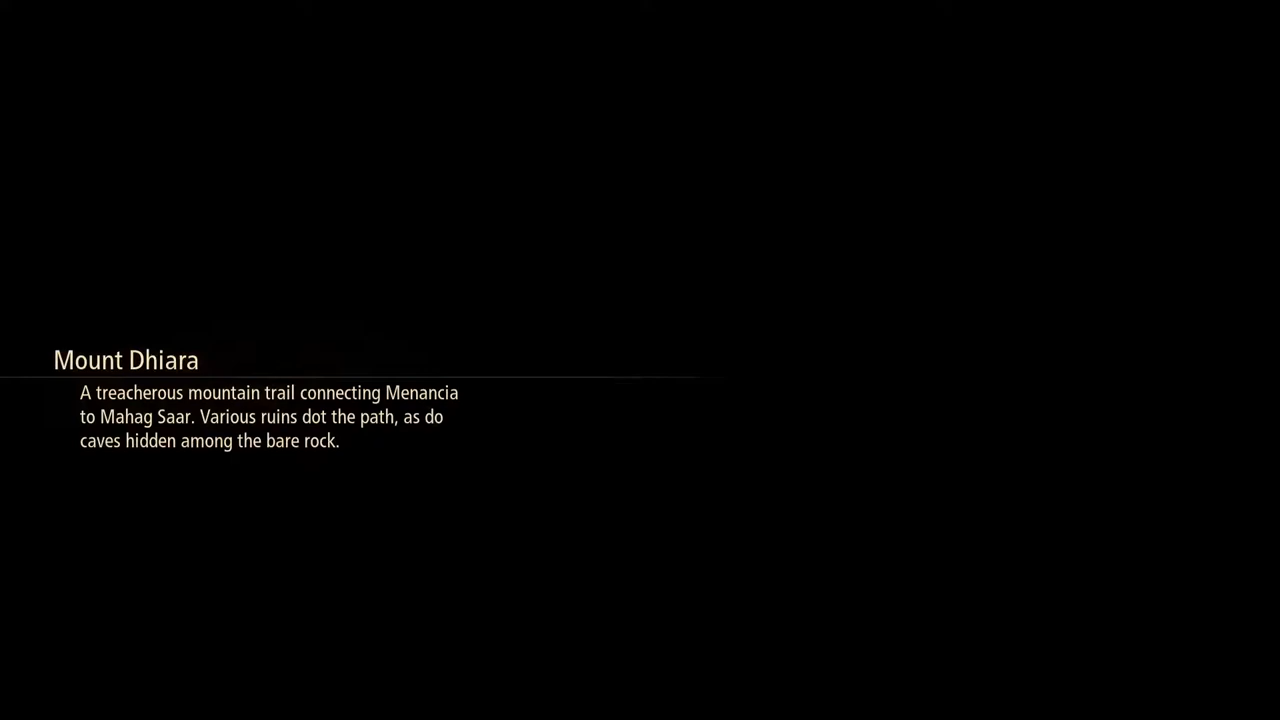 Mount Dhiara
A treacherous mountain trail connecting Menancia
to Mahag Saar. Various ruins dot the path, as do
caves hidden among the bare rock.